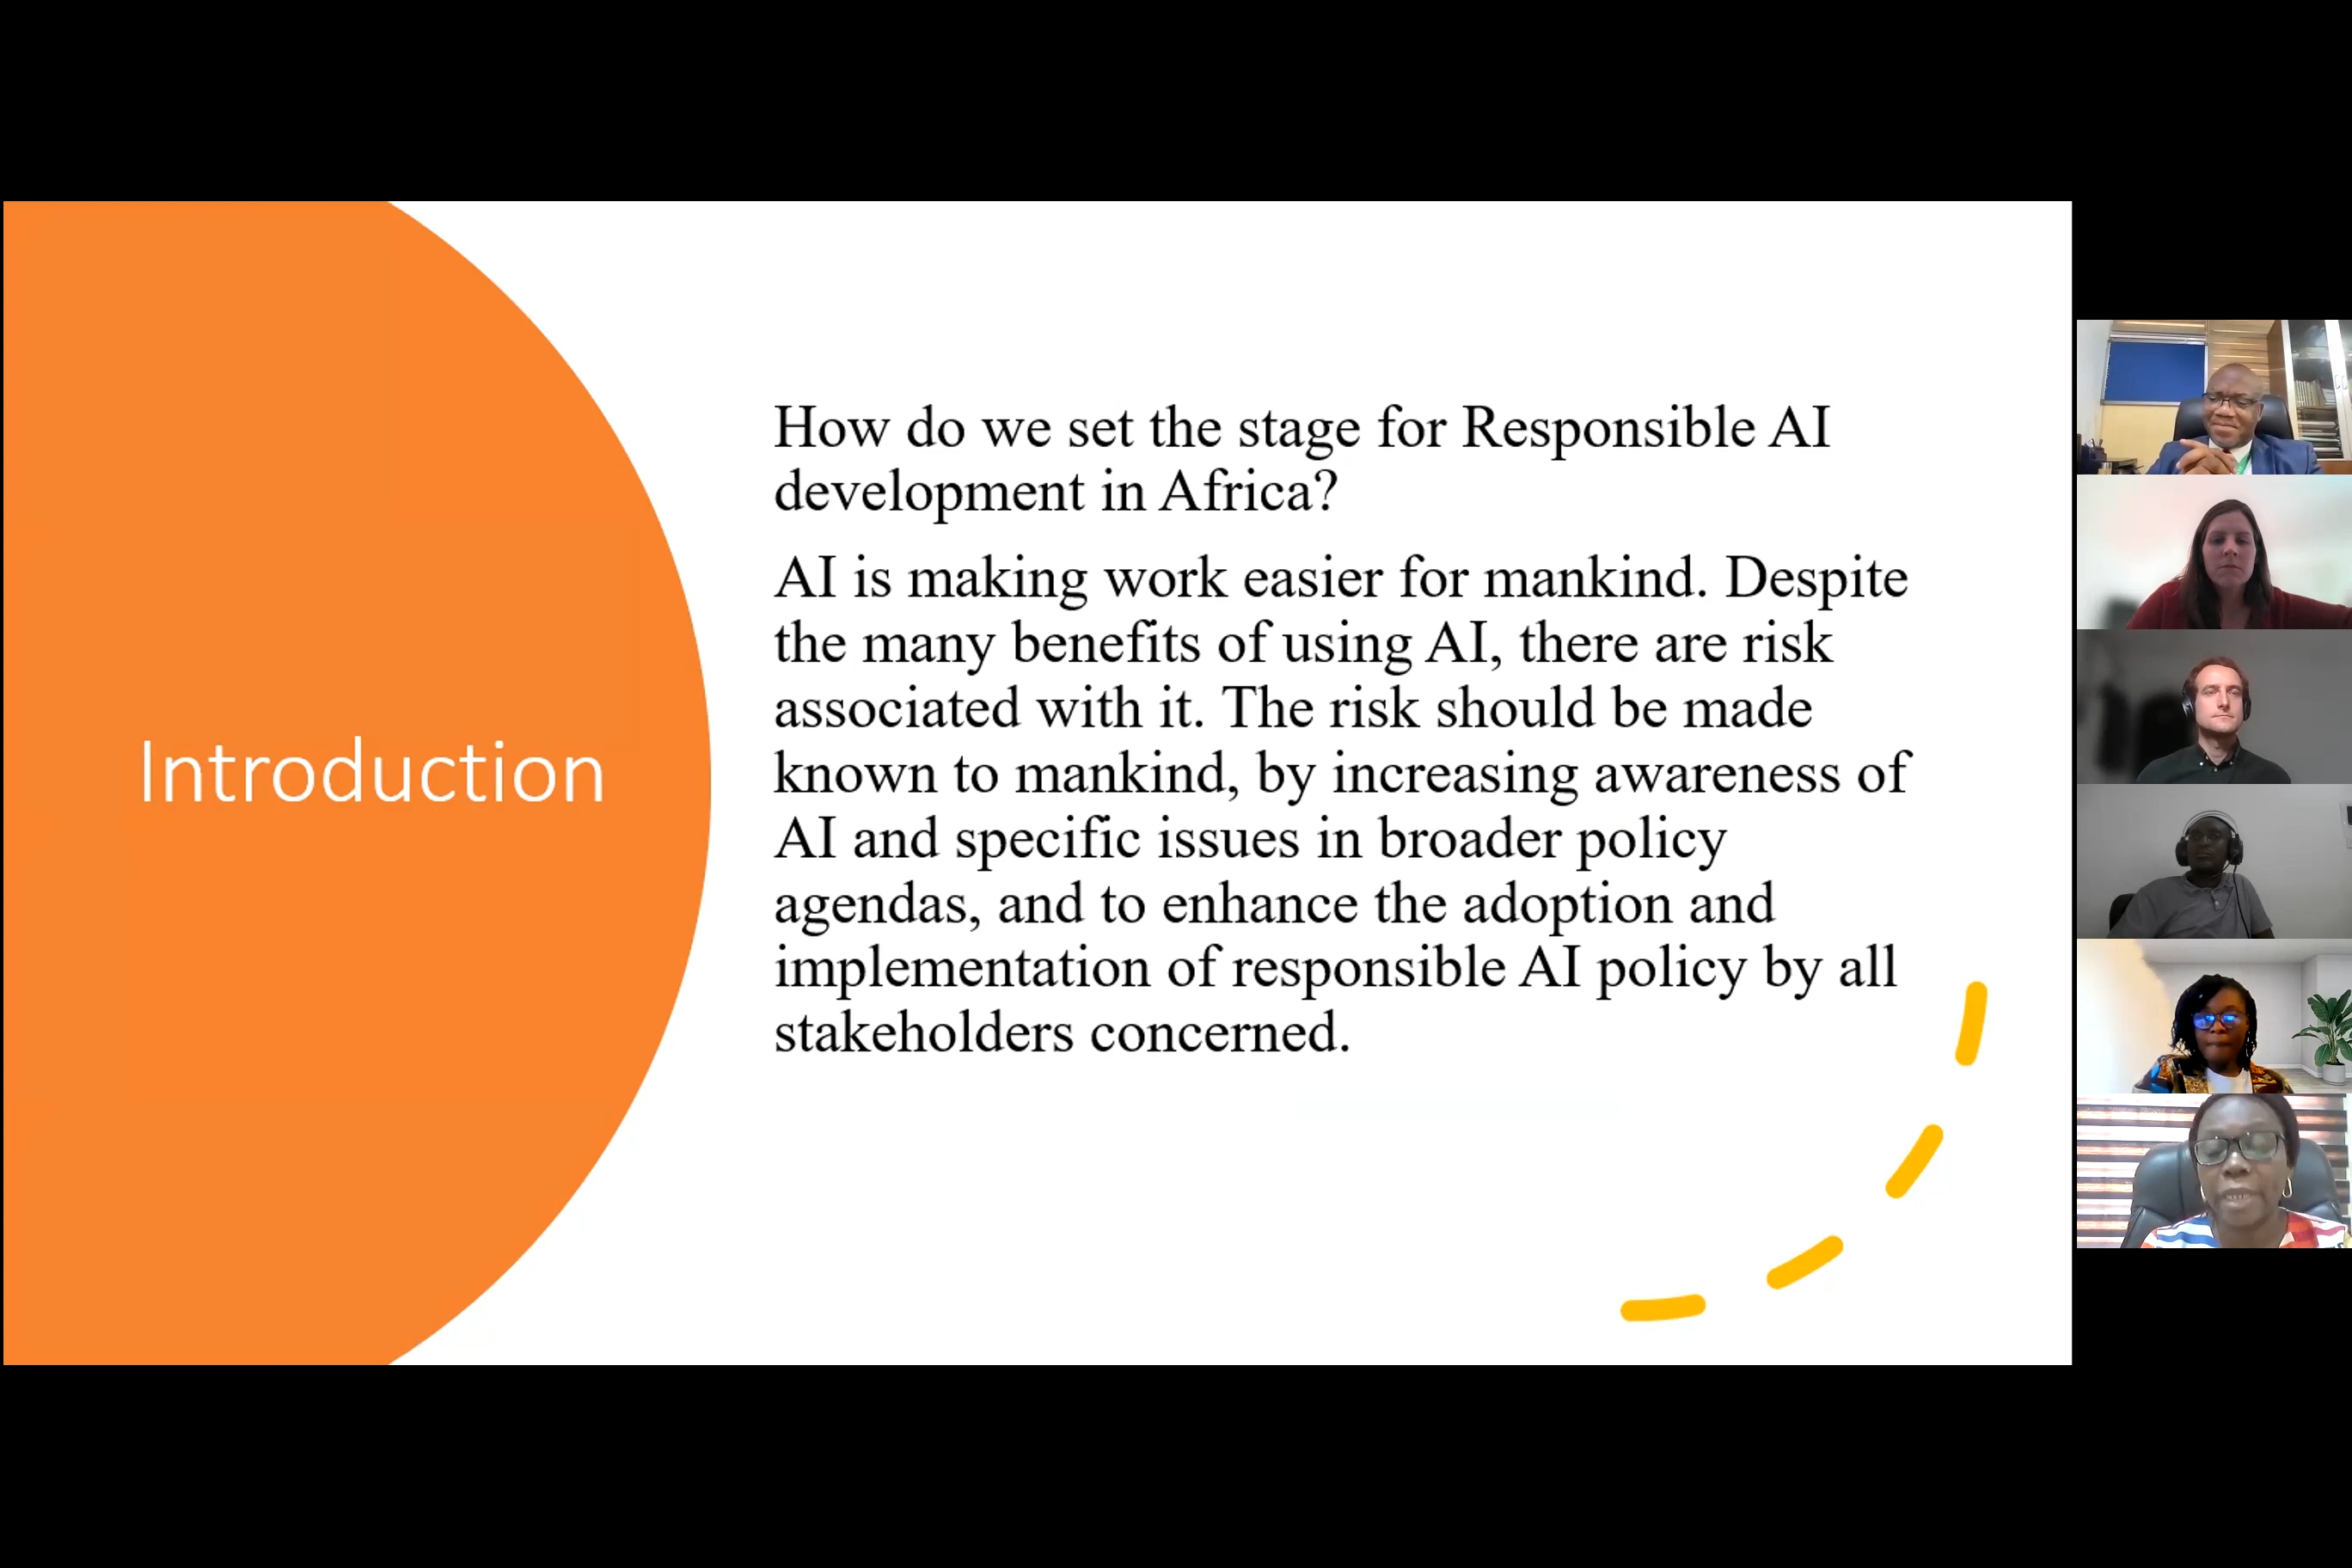 Introduction
How do we set the stage for Responsible AI
development in Africa?
AI is making work easier for mankind. Despite
the many benefits of using AI, there are risk
associated with it. The risk should be made
known to mankind, by increasing awareness of
AI and specific issues in broader policy
agendas, and to enhance the adoption and
implementation of responsible AI policy by all
stakeholders concerned.